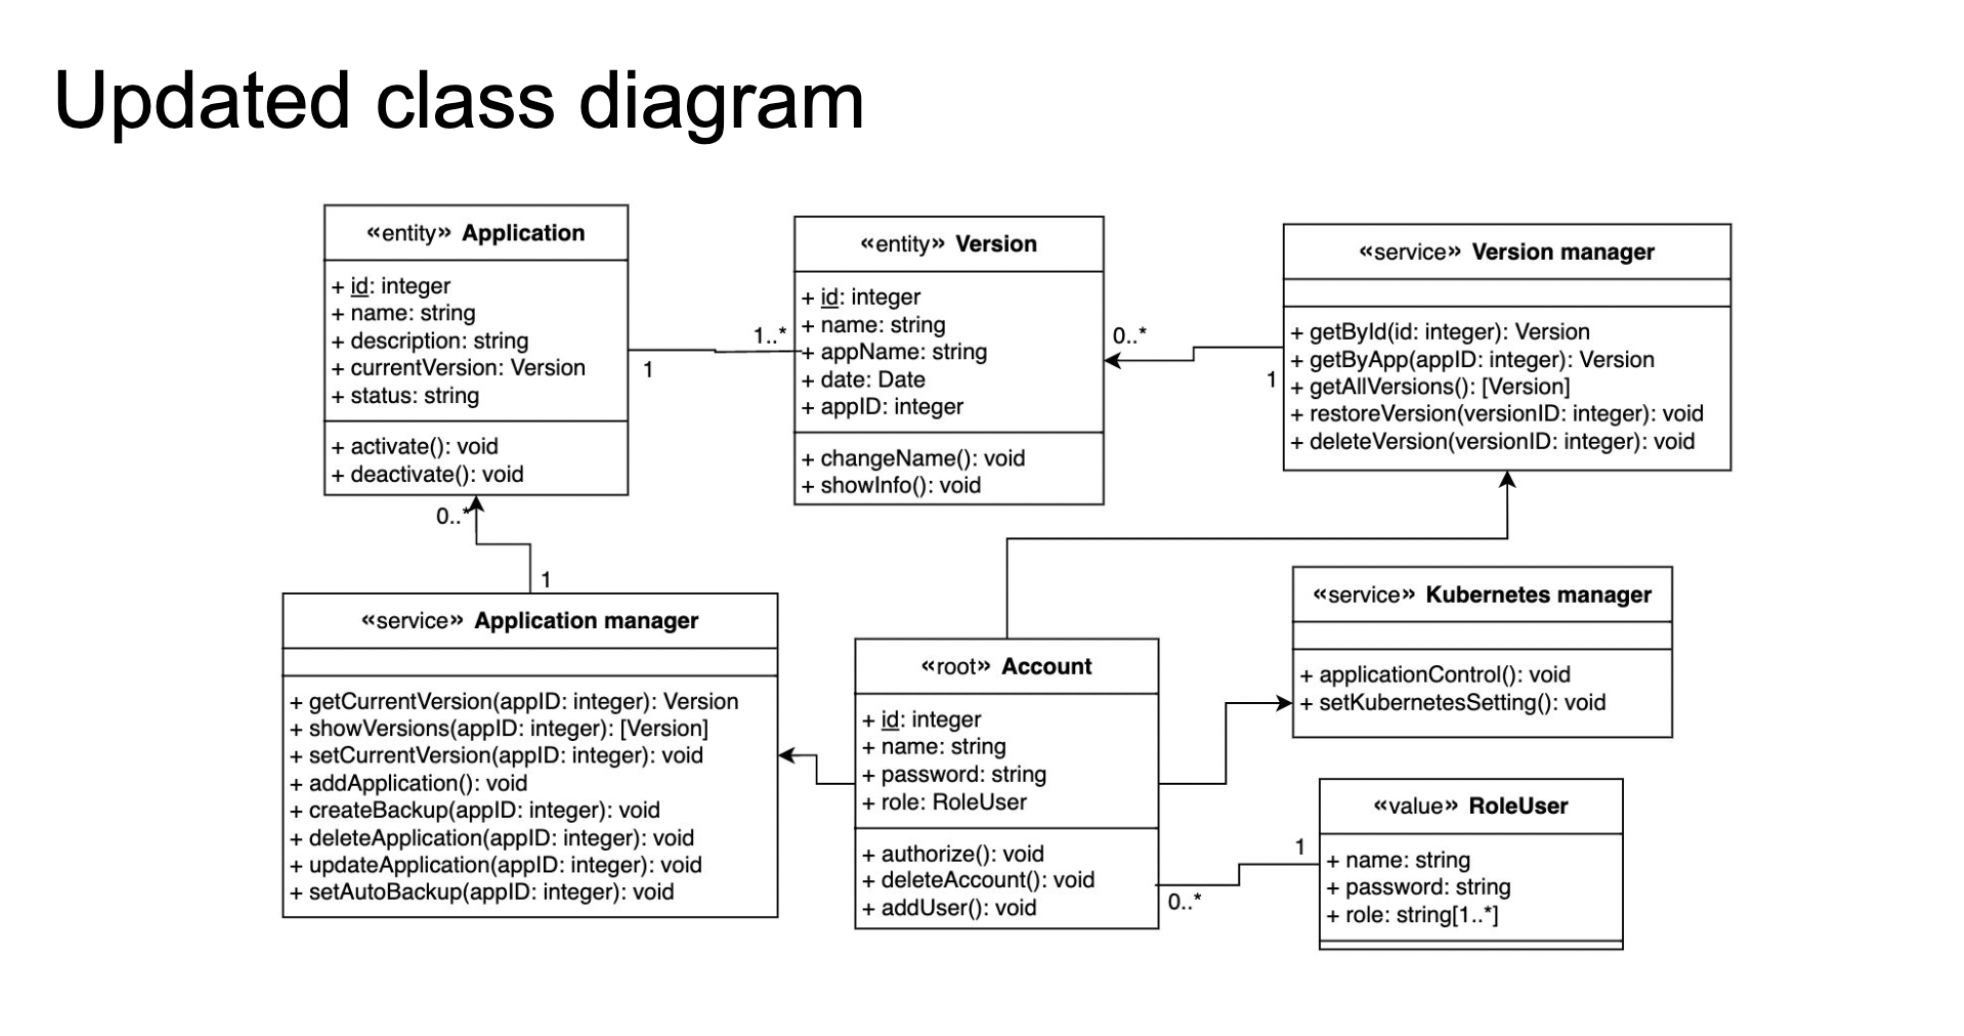 Updated class diagram
«entity» Application
+ id: integer
+ name: string
+ description: string
+ currentVersion: Version
+ status: string
+ activate(): void
+ deactivate(): void
1
1..*
«entity» Version
+ id: integer
+ name: string
+ appName: string
+ date: Date
+ appID: integer
+ changeName(): void
+ showInfo(): void
0..*
1
«service» Version manager
+ getById(id: integer): Version
+ getByApp(appID: integer): Version
+ getAllVersions(): [Version]
+ restoreVersion(versionID: integer): void
+ deleteVersion(versionID: integer): void
0..*
1
«service» Application manager
+ getCurrentVersion(appID: integer): Version
+ showVersions(appID: integer): [Version]
+ setCurrentVersion(appID: integer): void
+ addApplication(): void
+ createBackup(appID: integer): void
+ deleteApplication(appID: integer): void
+ updateApplication(appID: integer): void
+ setAutoBackup(appID: integer): void
«root» Account
+ id: integer
+ name: string
+ password: string
+ role: RoleUser
+ authorize(): void
+ deleteAccount(): void
+ addUser(): void
«service» Kubernetes manager
+ applicationControl(): void
+ setKubernetesSetting(): void
0..*
1
«value» RoleUser
+ name: string
+ password: string
+ role: string[1..*]